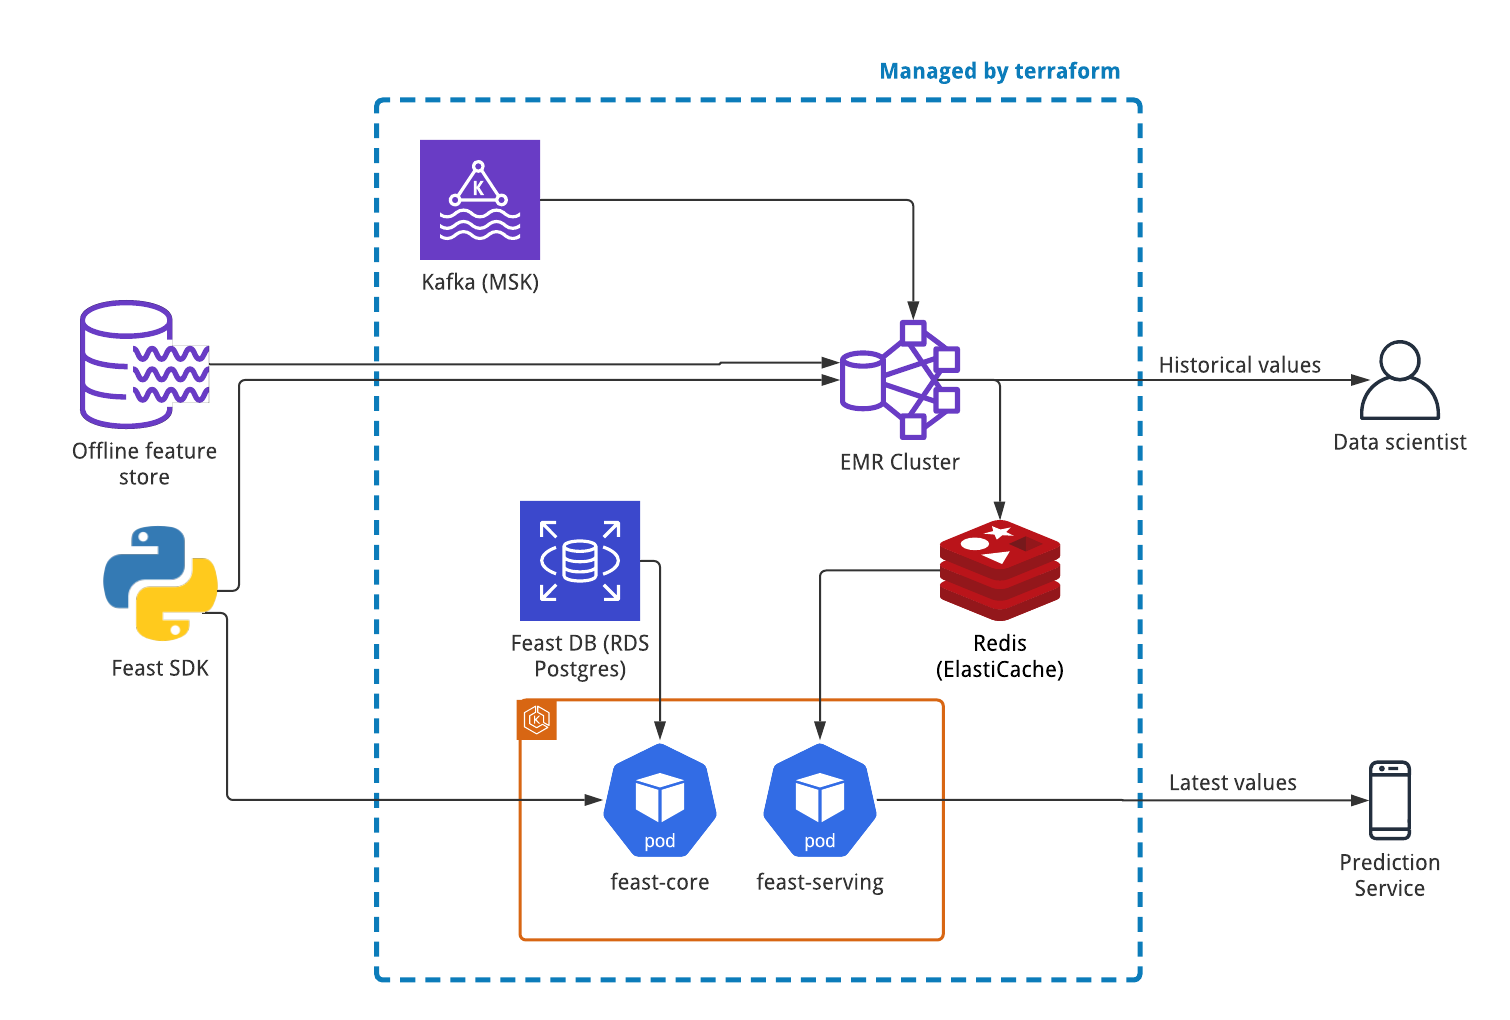 Managed by terraform
K
Kafka (MSK)
Historical values
Offline feature
store
EMR Cluster
Data scientist
Feast SDK
Feast DB (RDS
Postgres)
Redis
(ElastiCache)
K
Latest values
pod
pod
feast-core
feast-serving
Prediction
Service